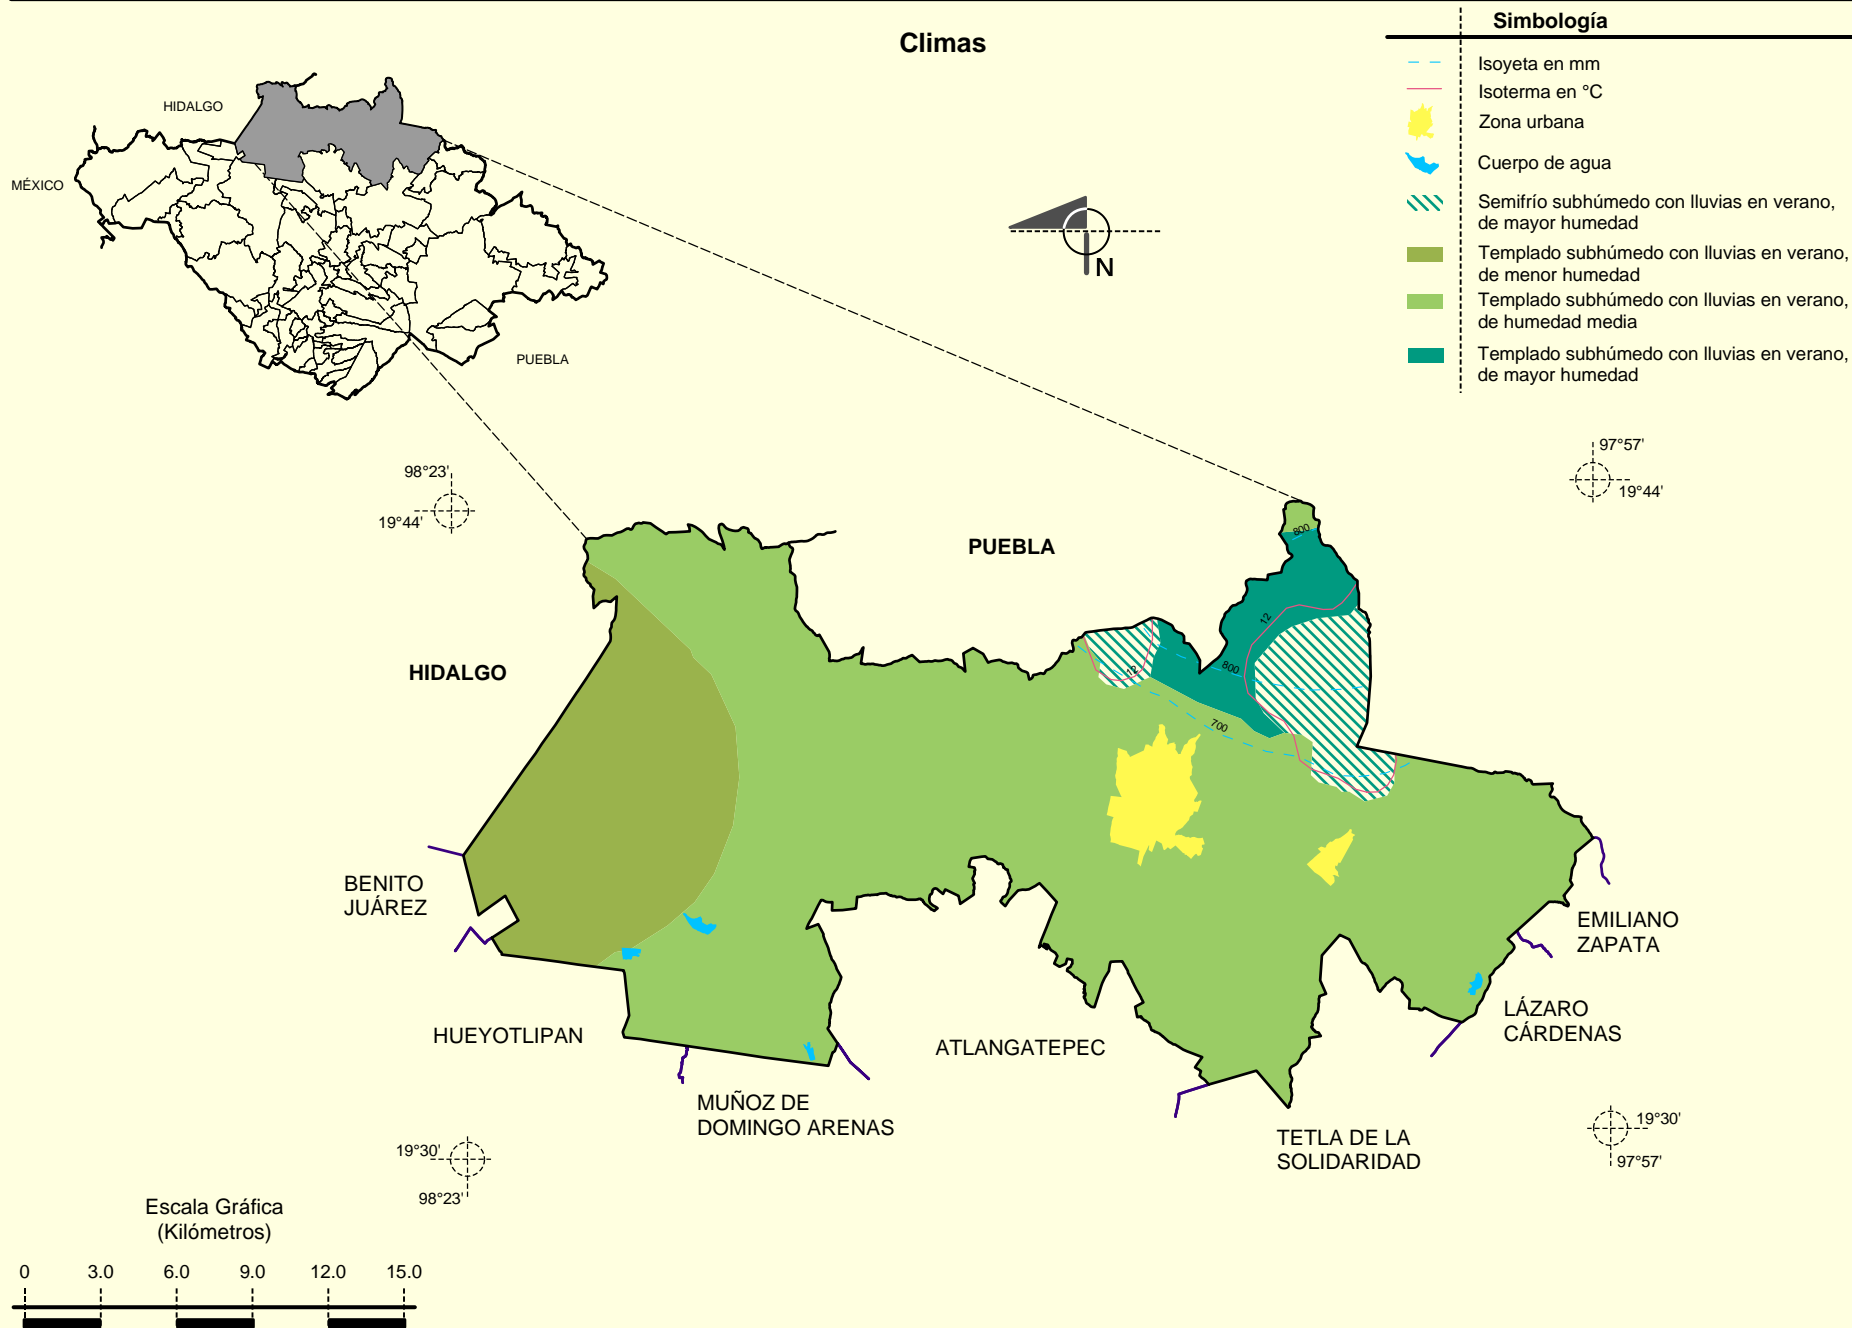 Climas
Simbología
Isoyeta en mm
Isoterma en °C
Zona urbana
Cuerpo de agua
Semifrío subhúmedo con lluvias en verano,
de mayor humedad
Templado subhúmedo con lluvias en verano,
de menor humedad
Templado subhúmedo con lluvias en verano,
de humedad media
Templado subhúmedo con lluvias en verano,
de mayor humedad
HIDALGO
MÉXICO
PUEBLA
N
98°23'
19°44'
97°57'
19°44'
PUEBLA
HIDALGO
800
12
800
12
700
BENITO
JUÁREZ
EMILIANO
ZAPATA
LÁZARO
CÁRDENAS
HUEYOTLIPAN
ATLANGATEPEC
MUÑOZ DE
DOMINGO ARENAS
TETLA DE LA
SOLIDARIDAD
19°30'
98°23'
19°30'
97°57'
Escala Gráfica
(Kilómetros)
0 3.0 6.0 9.0 12.0 15.0